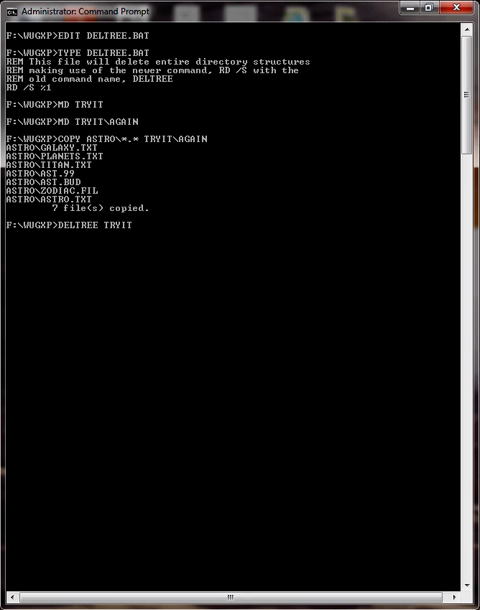 Administrator: Command Prompt
F:\WUGXP>EDIT DELTREE.BAT
F:\WUGXP>TYPE DELTREE.BAT
REM This file will delete entire directory structures
REM making use of the newer command, RD /S with the
REM old command name, DELTREE
RD /S %1
F:\WUGXP>MD TRYIT
F:\WUGXP>MD TRYIT\AGAIN
F:\WUGXP>COPY ASTRO\*.* TRYIT\AGAIN
ASTRO\GALAXY.TXT
ASTRO\PLANETS.TXT
ASTRO\TITAN.TXT
ASTRO\AST.99
ASTRO\AST.BUD
ASTRO\ZODIAC.FIL
ASTRO\ASTRO.TXT
7 file(s) copied.
F:\WUGXP>DELTREE TRYIT